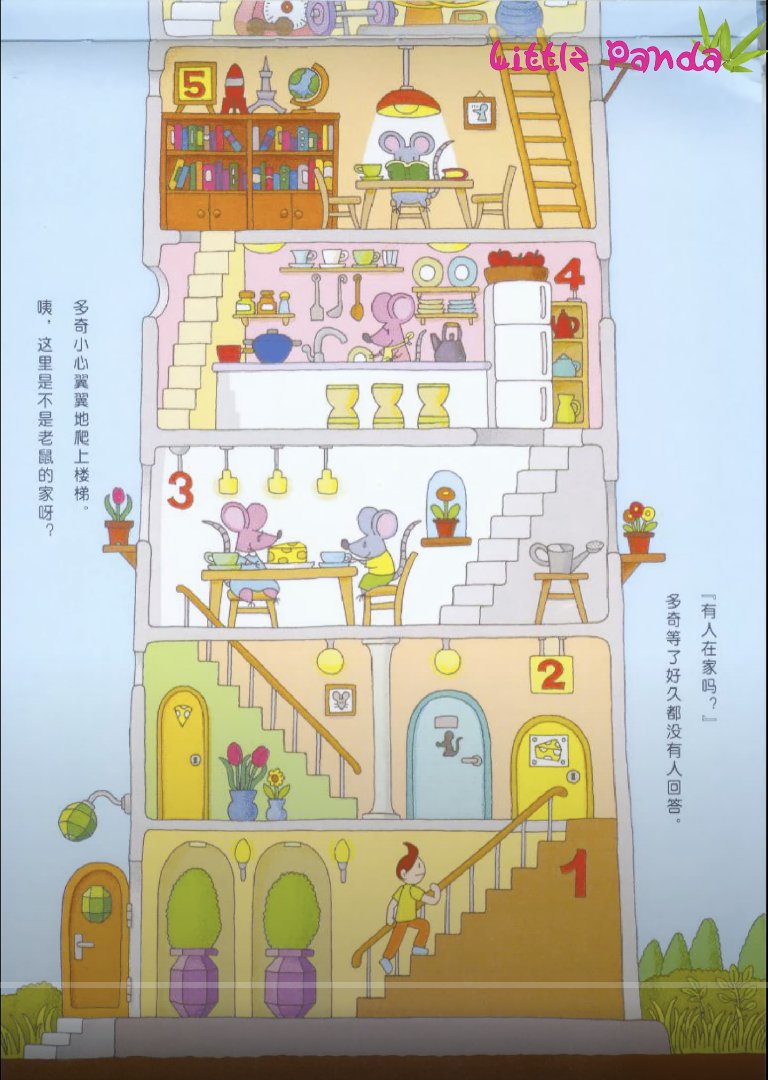 Little Panda
5
4
3
2
1
『有人在家吗？』
多奇等了好久都没有人回答。
多奇小心翼翼地爬上楼梯。
咦，这里是不是老鼠的家呀？